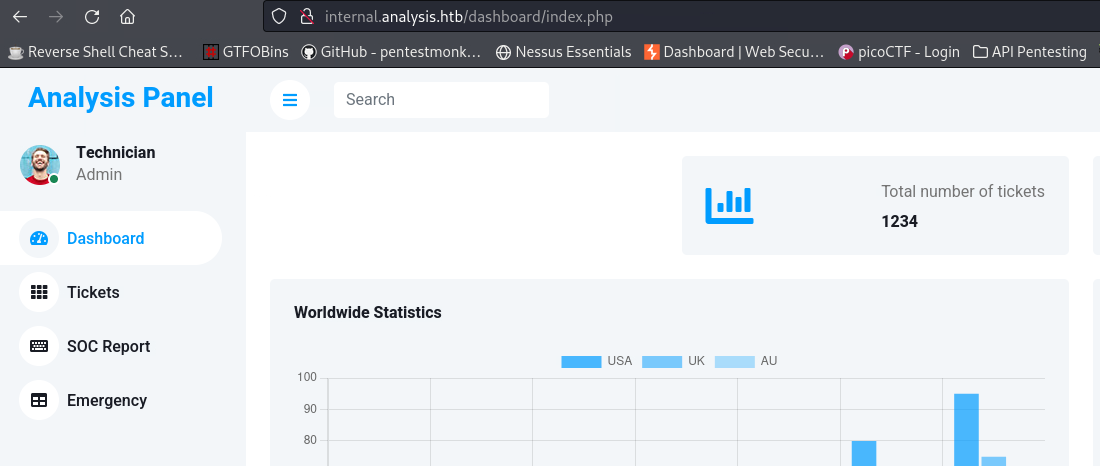 internal.analysis.htb/dashboard/index.php
Reverse Shell Cheat S… GTFOBins GitHub - pentestmonk… Nessus Essentials Dashboard | Web Secu… picoCTF - Login API Pentesting
Analysis Panel
Search
Technician
Admin
Dashboard
Tickets
SOC Report
Emergency
Total number of tickets
1234
Worldwide Statistics
USA UK AU
100
90
80